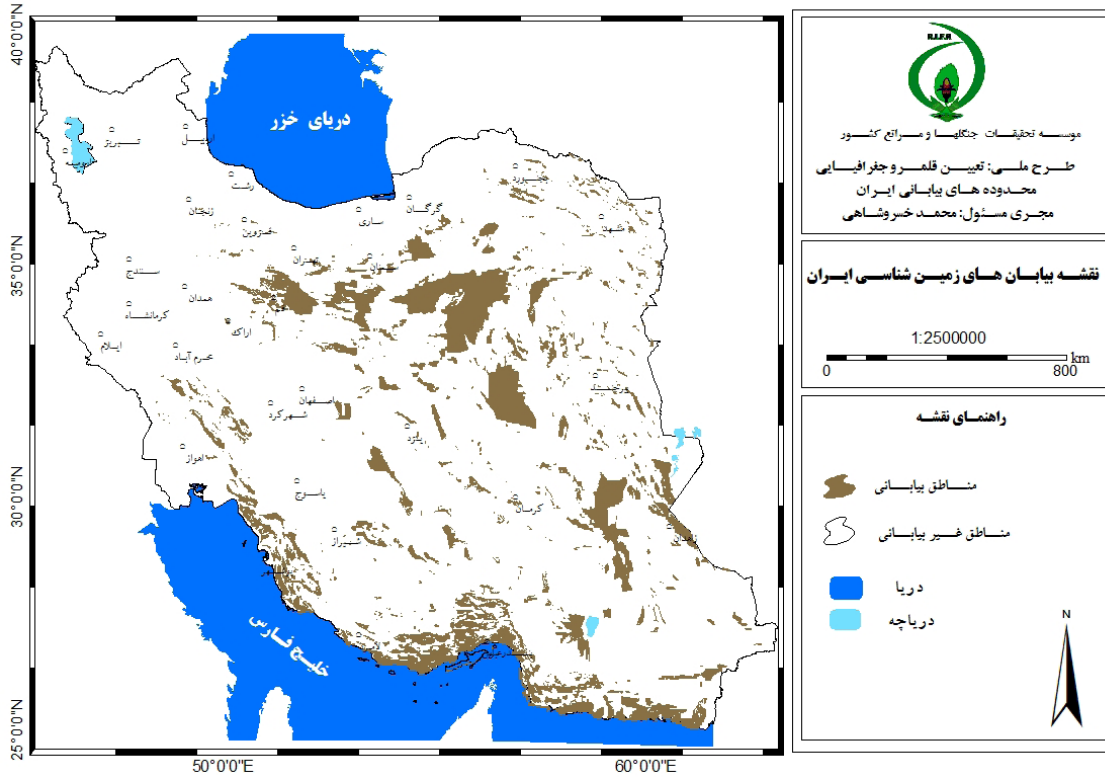 40°0'0"N
35°0'0"N
30°0'0"N
25°0'0"N
50°0'0"E
60°0'0"E
دریای خزر
خلیج فارس
تبریز
اردبیل
رشت
زنجان
قزوین
ساری
گرگان
بجنورد
مشهد
تهران
سمنان
سنندج
همدان
کرمانشاه
قم
اراک
ایلام
خرم آباد
اصفهان
شهرکرد
بیرجند
یزد
اهواز
یاسوج
کرمان
شیراز
زاهدان
R.I.F.R
موسسه تحقیقات جنگلها و مراتع کشور
طرح ملی: تعیین قلمرو جغرافیایی
محدوده های بیابانی ایران
مجری مسئول: محمد خسروشاهی
نقشه بیابان های زمین شناسی ایران
1:2500000
km
0 800
راهنمای نقشه
مناطق بیابانی
مناطق غیر بیابانی
دریا
دریاچه
N